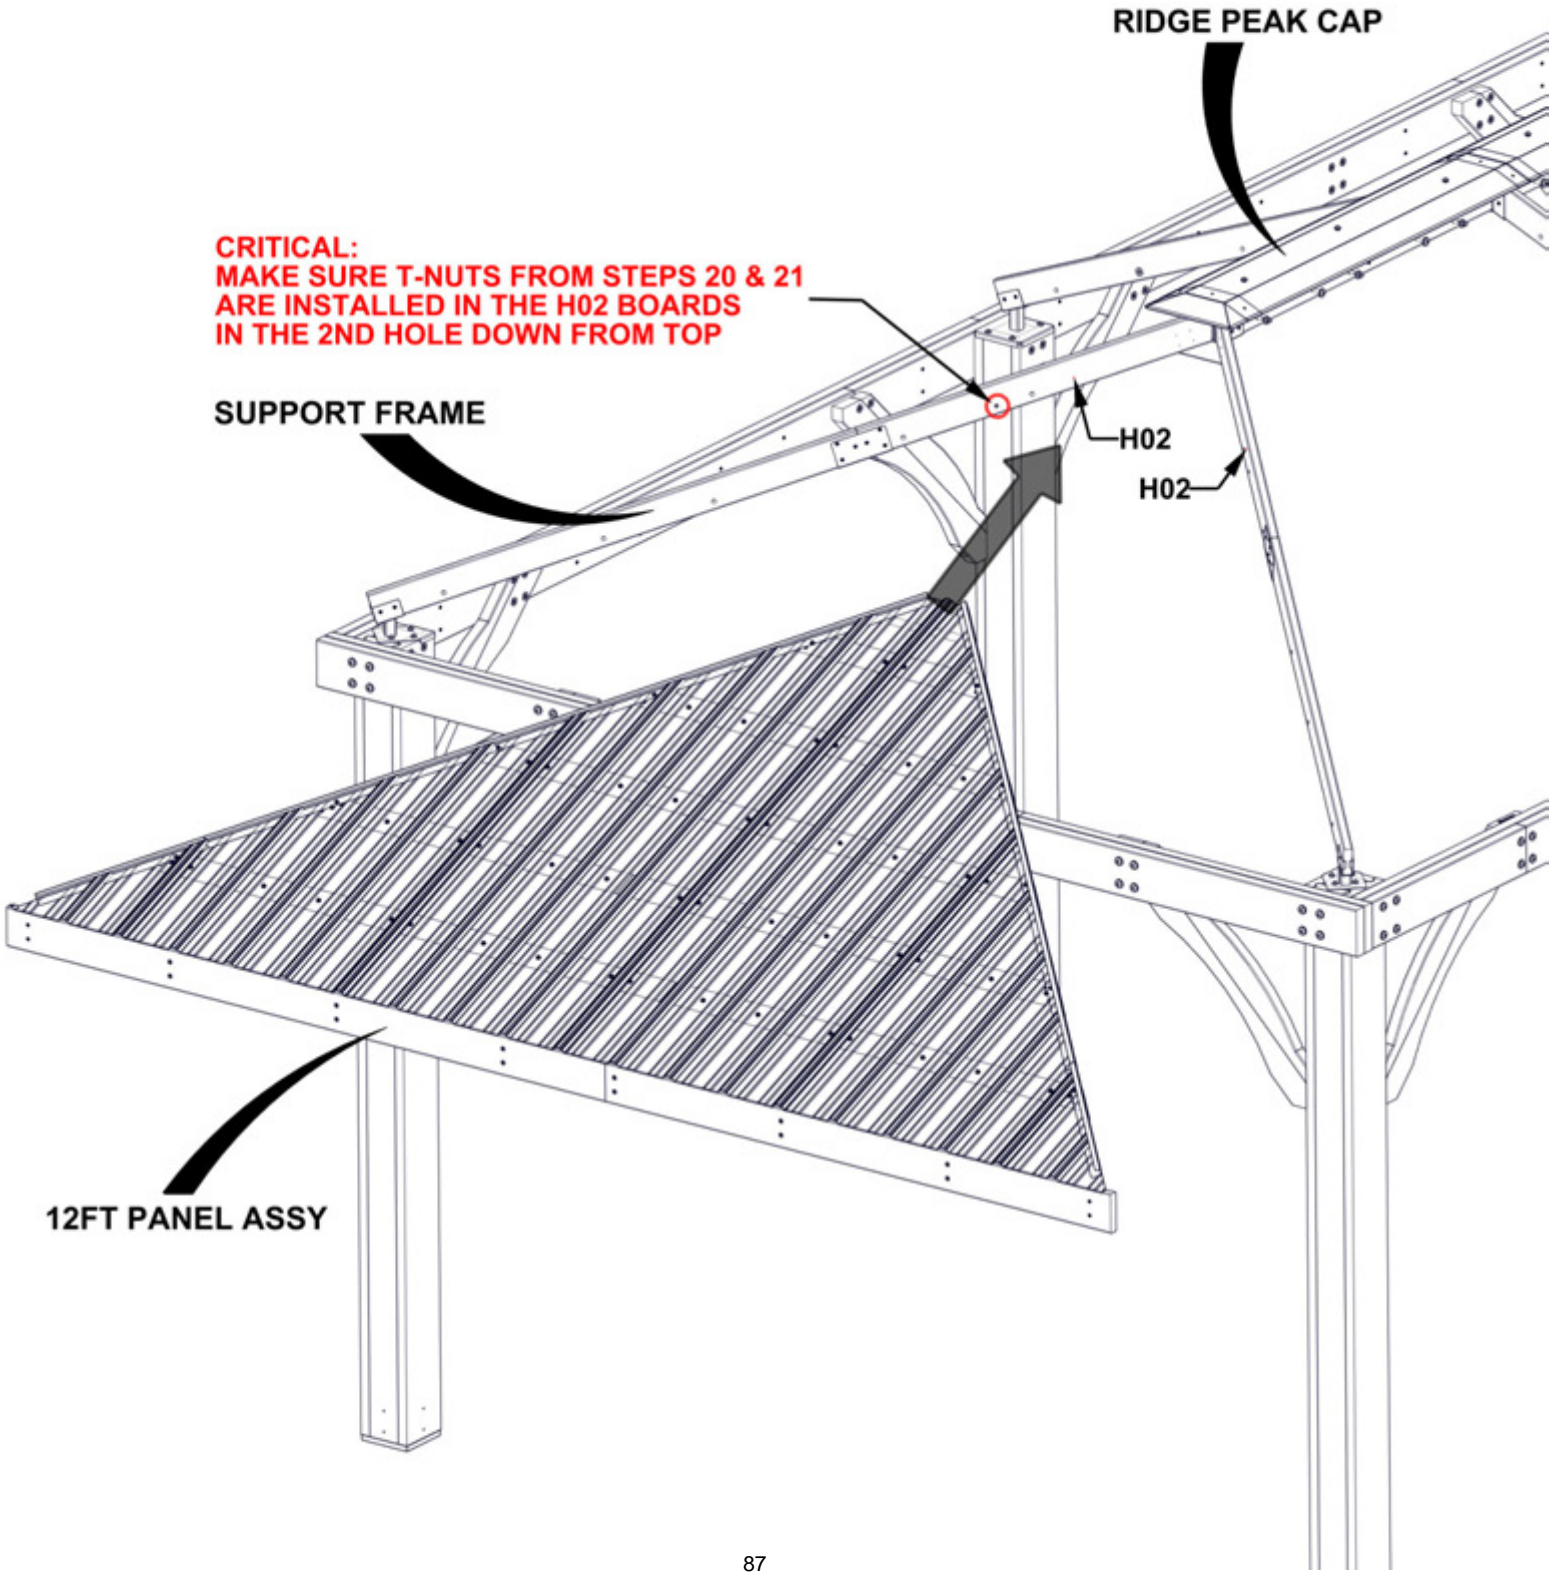 RIDGE PEAK CAP
CRITICAL:
MAKE SURE T-NUTS FROM STEPS 20 & 21
ARE INSTALLED IN THE H02 BOARDS
IN THE 2ND HOLE DOWN FROM TOP
SUPPORT FRAME
H02
H02
12FT PANEL ASSY
87